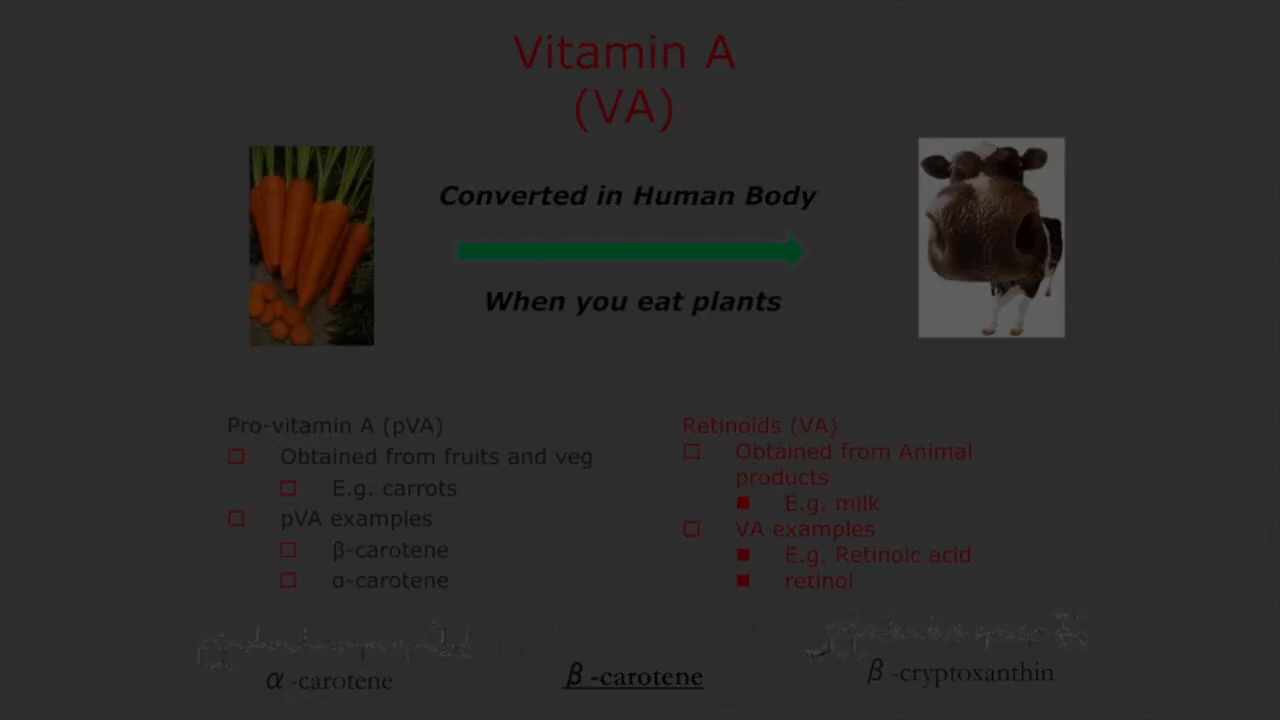 Vitamin A
(VA)
Converted in Human Body
When you eat plants
Pro-vitamin A (pVA)
Obtained from fruits and veg
E.g. carrots
pVA examples
β-carotene
α-carotene
Retinoids (VA)
Obtained from Animal
products
E.g. milk
VA examples
E.g. Retinoic acid
retinol
α -carotene
β -carotene
β -cryptoxanthin